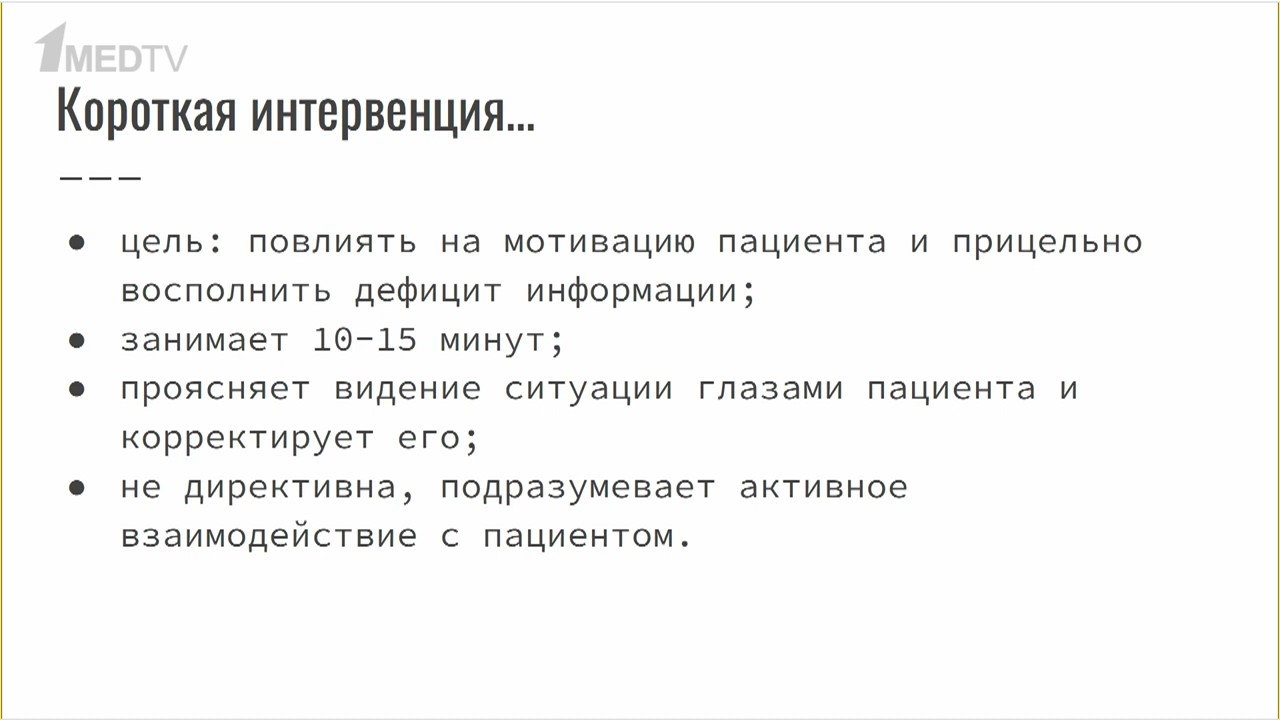 1MEDTV
Короткая интервенция...
———
● цель: повлиять на мотивацию пациента и прицельно
восполнить дефицит информации;
● занимает 10-15 минут;
● проясняет видение ситуации глазами пациента и
корректирует его;
● не директивна, подразумевает активное
взаимодействие с пациентом.